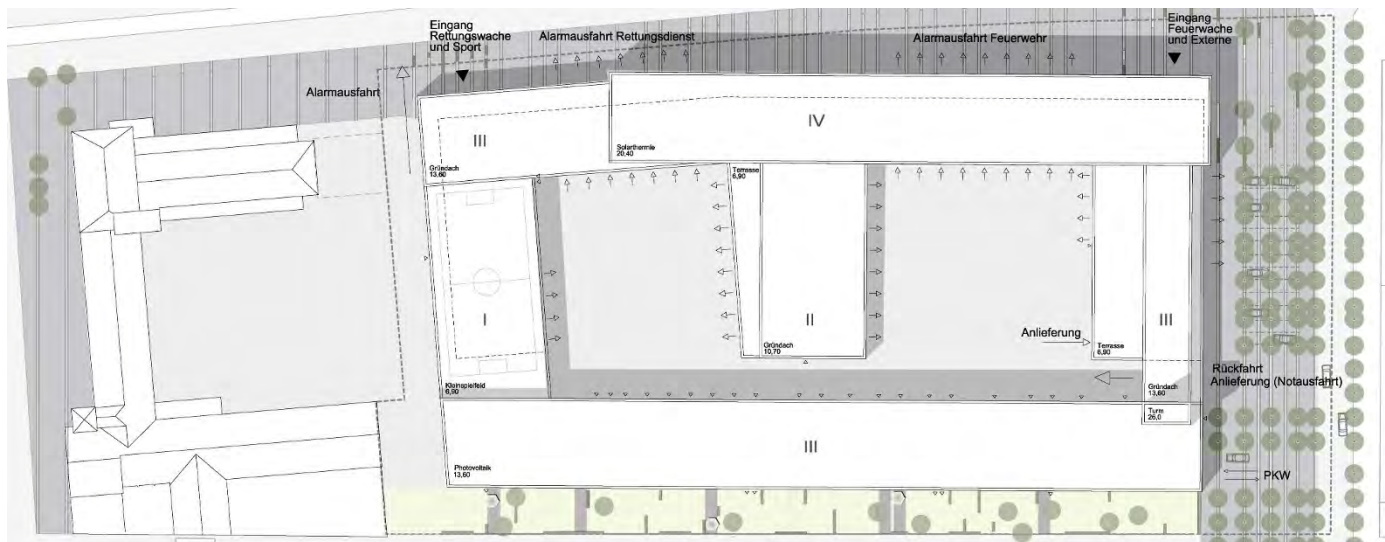 Eingang
Rettungswache
und Sport
Alarmausfahrt Rettungsdienst
Alarmausfahrt Feuerwehr
Eingang
Feuerwache
und Externe
Alarmausfahrt
III
IV
Gründach
13,60
Solarthermie
20,40
Terrasse
6,90
I
II
III
Anlieferung
Gründach
10,70
Terrasse
6,90
Kleinspielfeld
6,90
Rückfahrt
Anlieferung (Notausfahrt)
Gründach
13,60
Turm
26,0
III
Photovoltaik
13,60
PKW